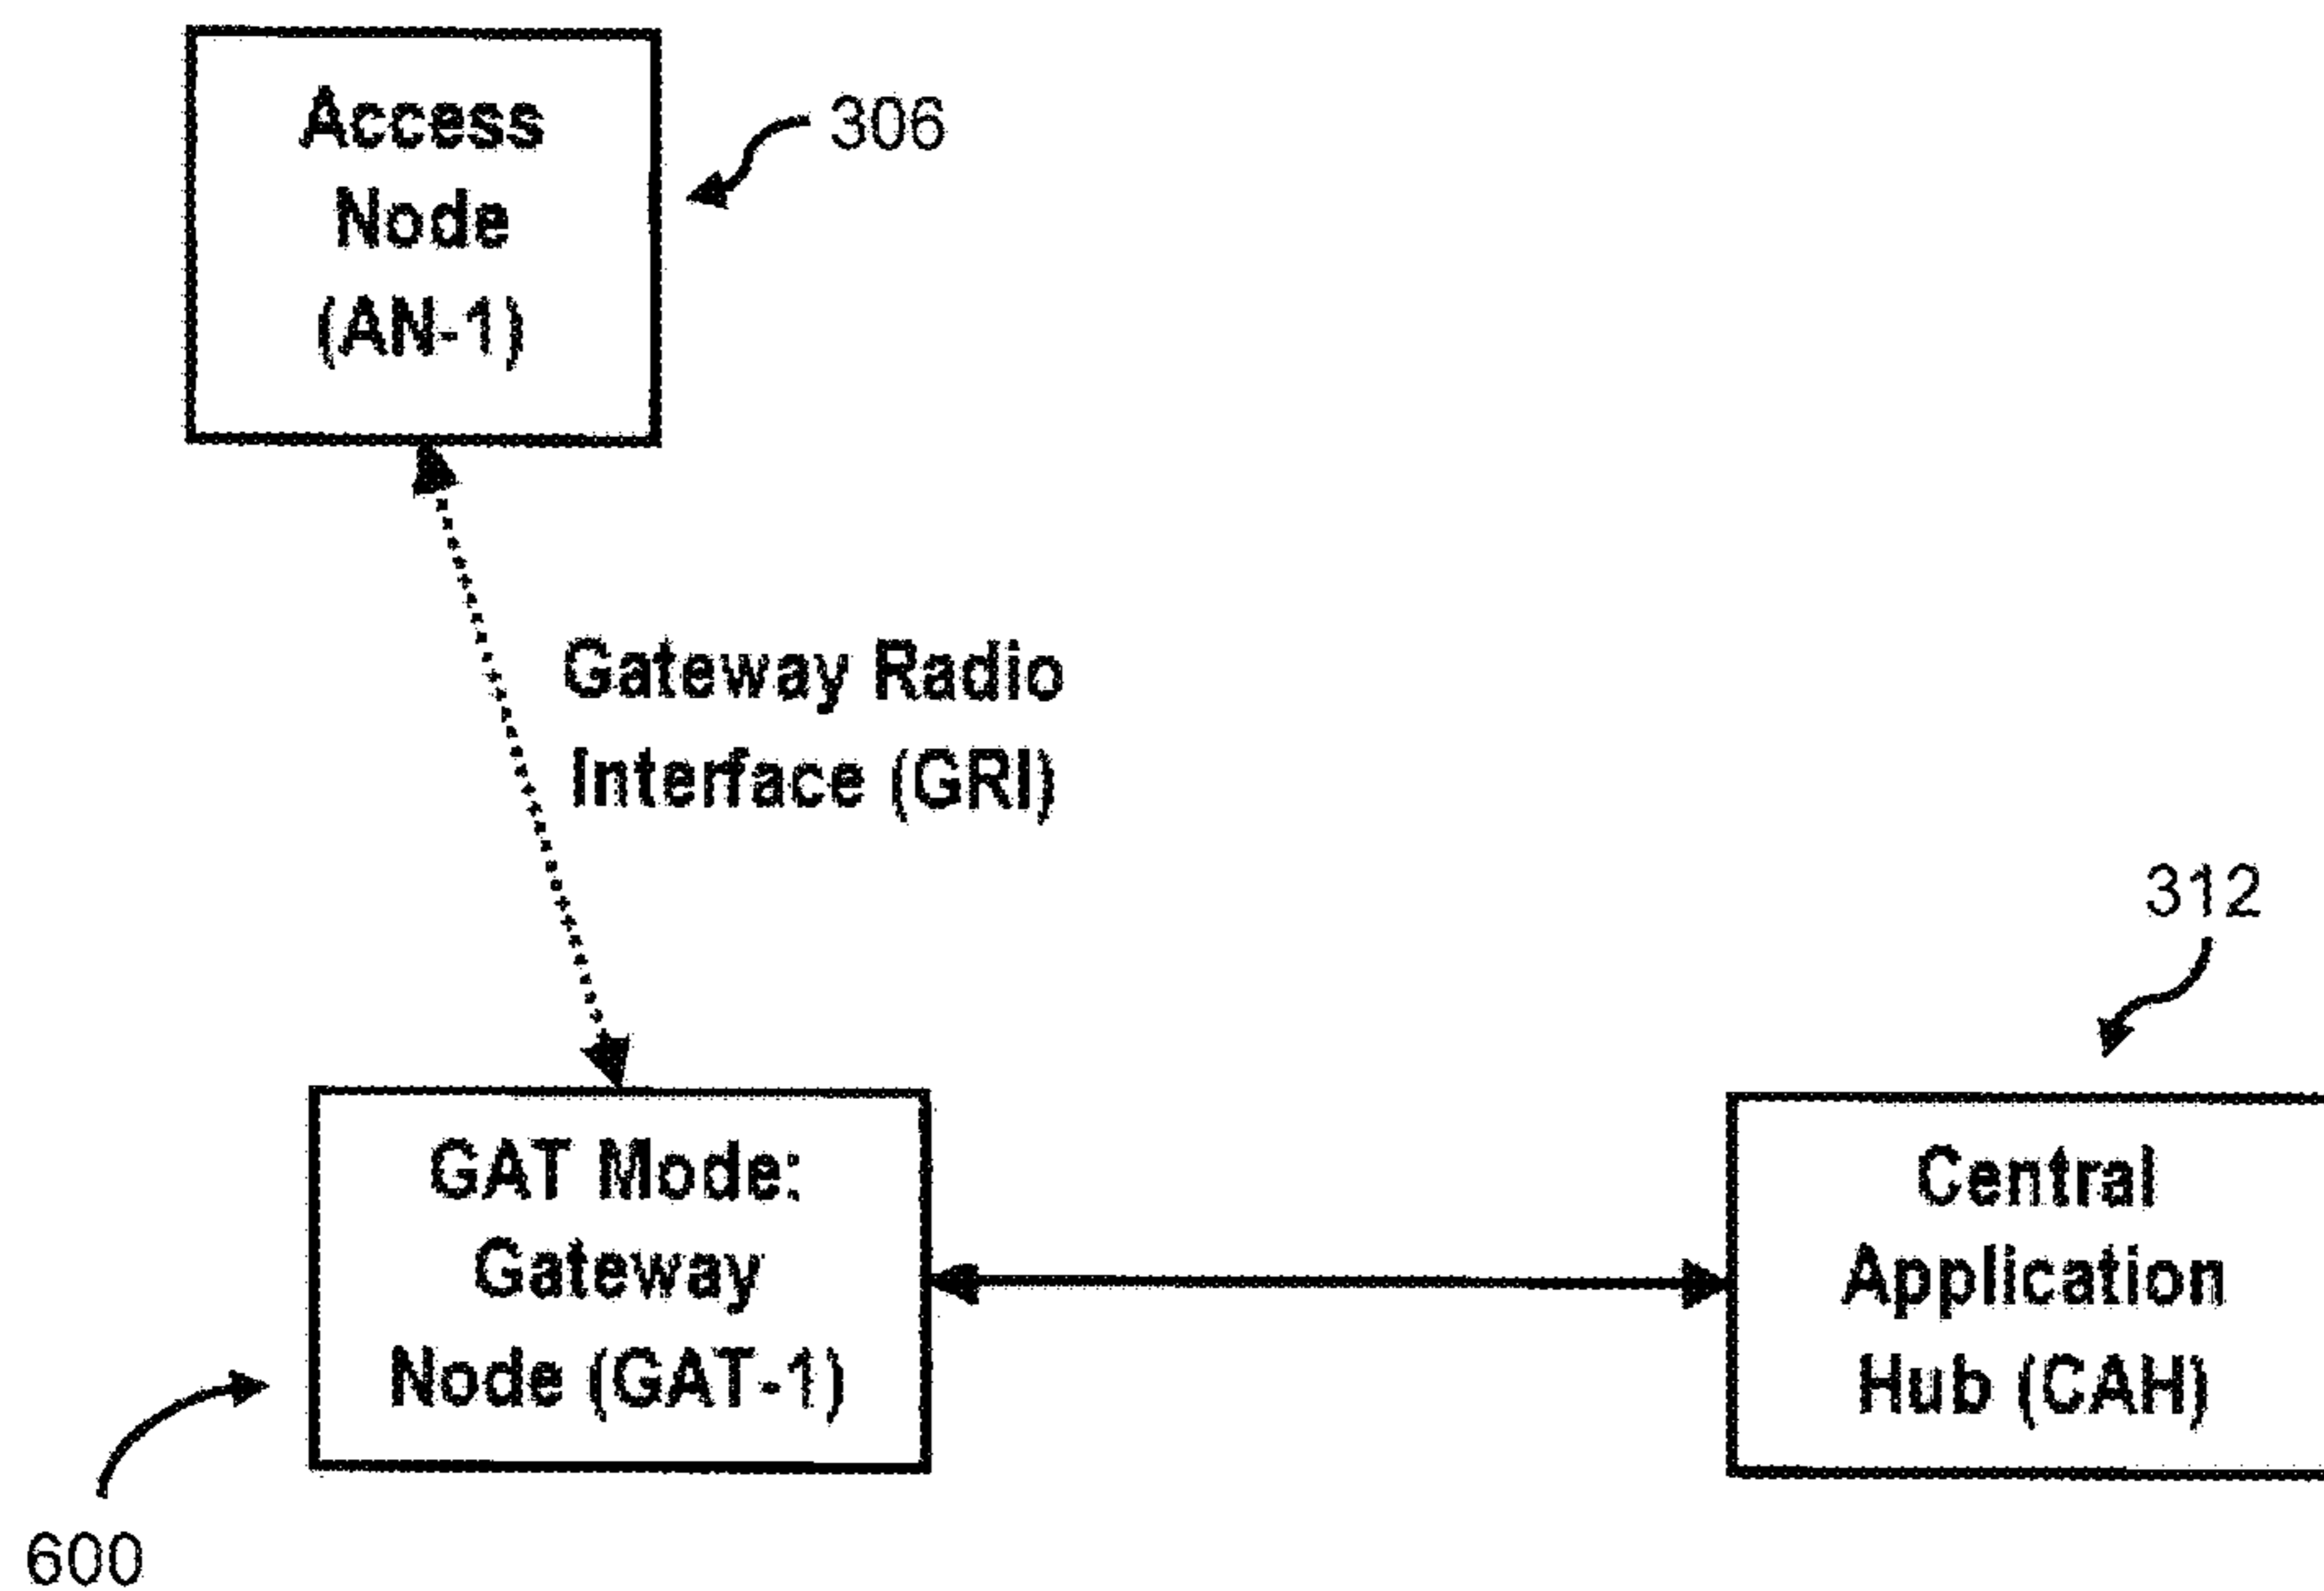 Access
Node
(AN-1)
306
Gateway Radio
Interface (GRI)
312
GAT Mode:
Gateway
Node (GAT-1)
Central
Application
Hub (CAH)
600